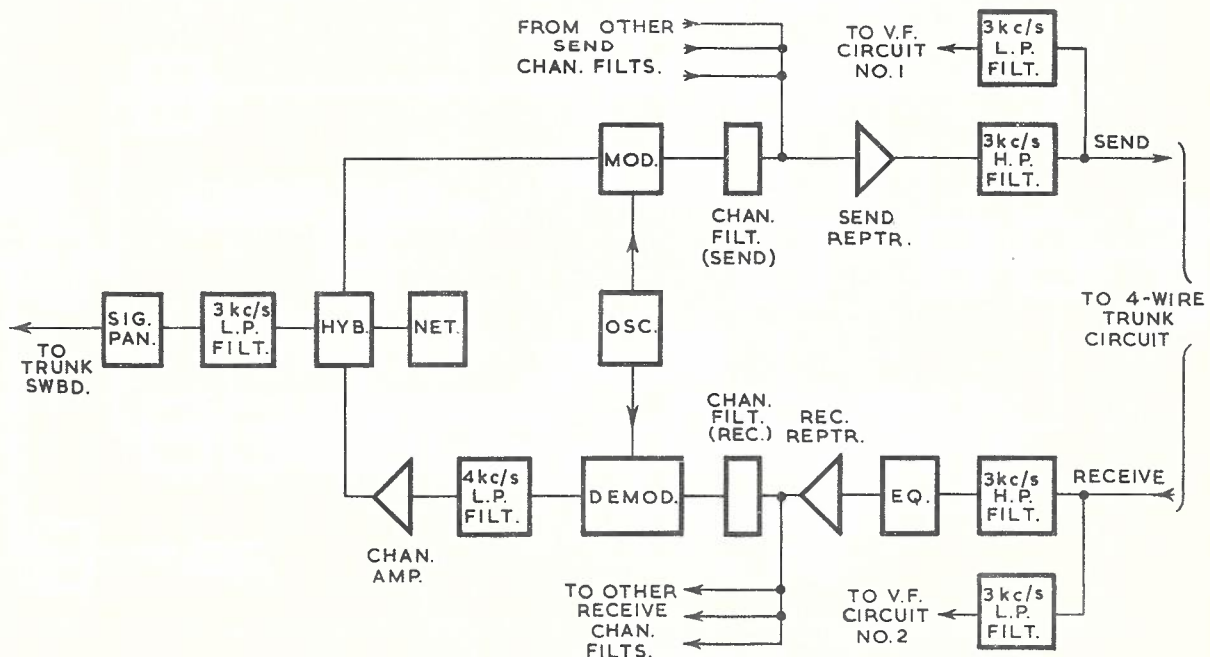 FROM OTHER
SEND
CHAN. FILTS.
TO V.F.
CIRCUIT
NO. 1
3kc/s
L.P.
FILT.
MOD.
CHAN.
FILT.
(SEND)
SEND
REPTR.
3kc/s
H.P.
FILT.
SEND
TO
TRUNK
SWBD.
SIG.
PAN.
3kc/s
L.P.
FILT.
HYB.
NET.
OSC.
TO 4-WIRE
TRUNK
CIRCUIT
CHAN.
AMP.
4kc/s
L.P.
FILT.
DEMOD.
CHAN.
FILT.
(REC.)
REC.
REPTR.
EQ.
3kc/s
H.P.
FILT.
RECEIVE
TO OTHER
RECEIVE
CHAN.
FILTS.
TO V.F.
CIRCUIT
NO. 2
3kc/s
L.P.
FILT.